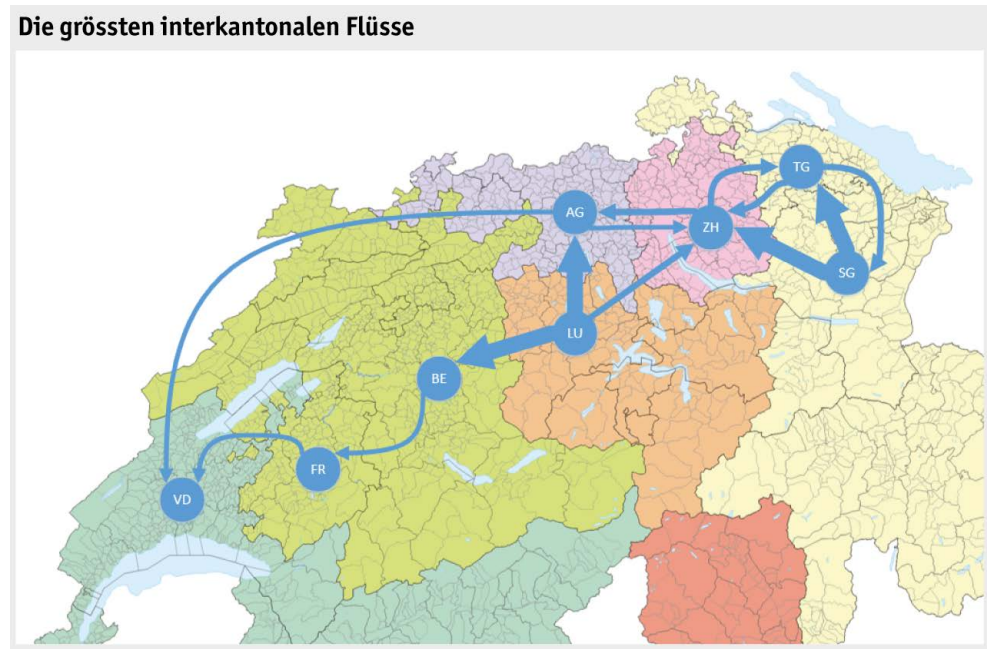 Die grössten interkantonalen Flüsse
TG
AG
ZH
SG
LU
BE
FR
VD